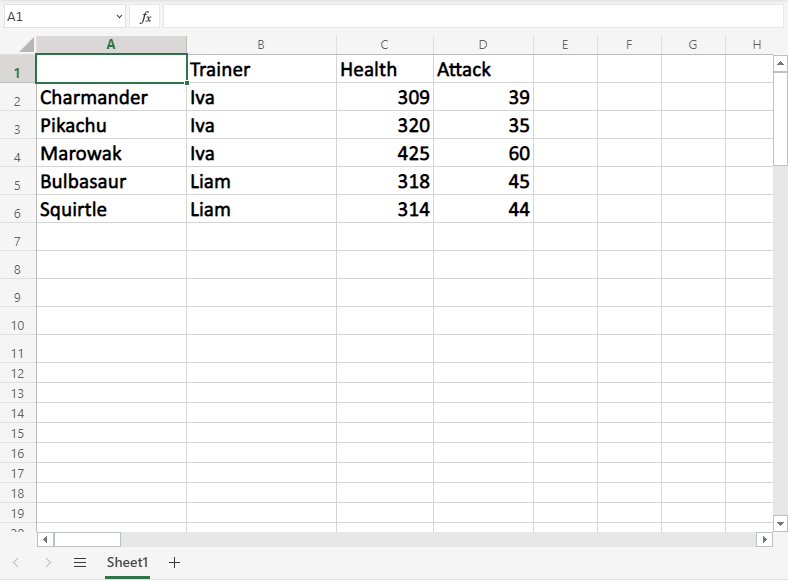 A1 fx
A B C D E F G H
1 Trainer Health Attack
2 Charmander Iva 309 39
3 Pikachu Iva 320 35
4 Marowak Iva 425 60
5 Bulbasaur Liam 318 45
6 Squirtle Liam 314 44
7
8
9
10
11
12
13
14
15
16
17
18
19
Sheet1